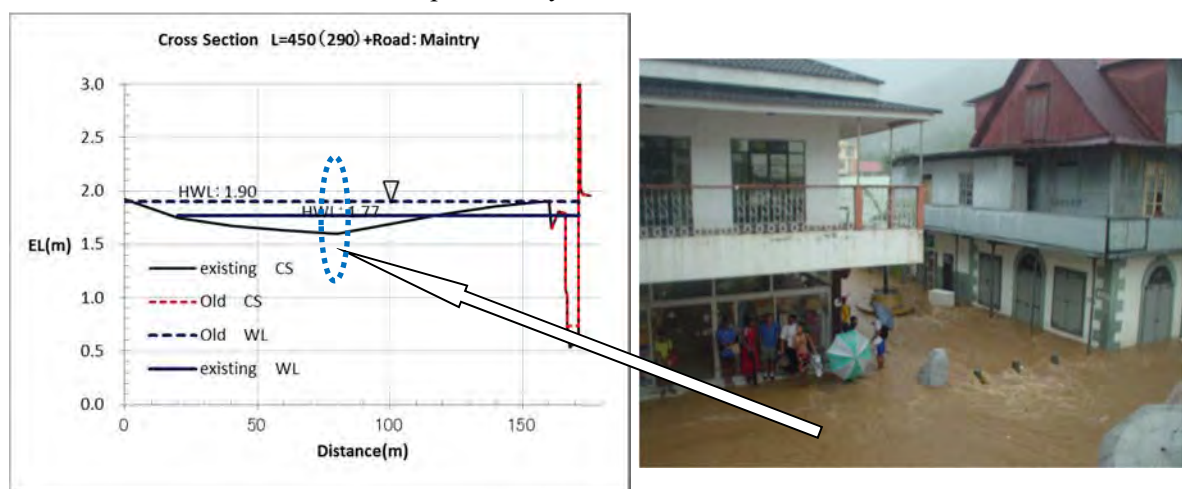 Cross Section L=450(290)+Road: Maintry
3.0
2.5
2.0
HWL: 1.90
HWL: 1.77
EL(m)
1.5
existing CS
1.0
Old CS
Old WL
0.5
existing WL
0.0
0
50
100
150
Distance(m)